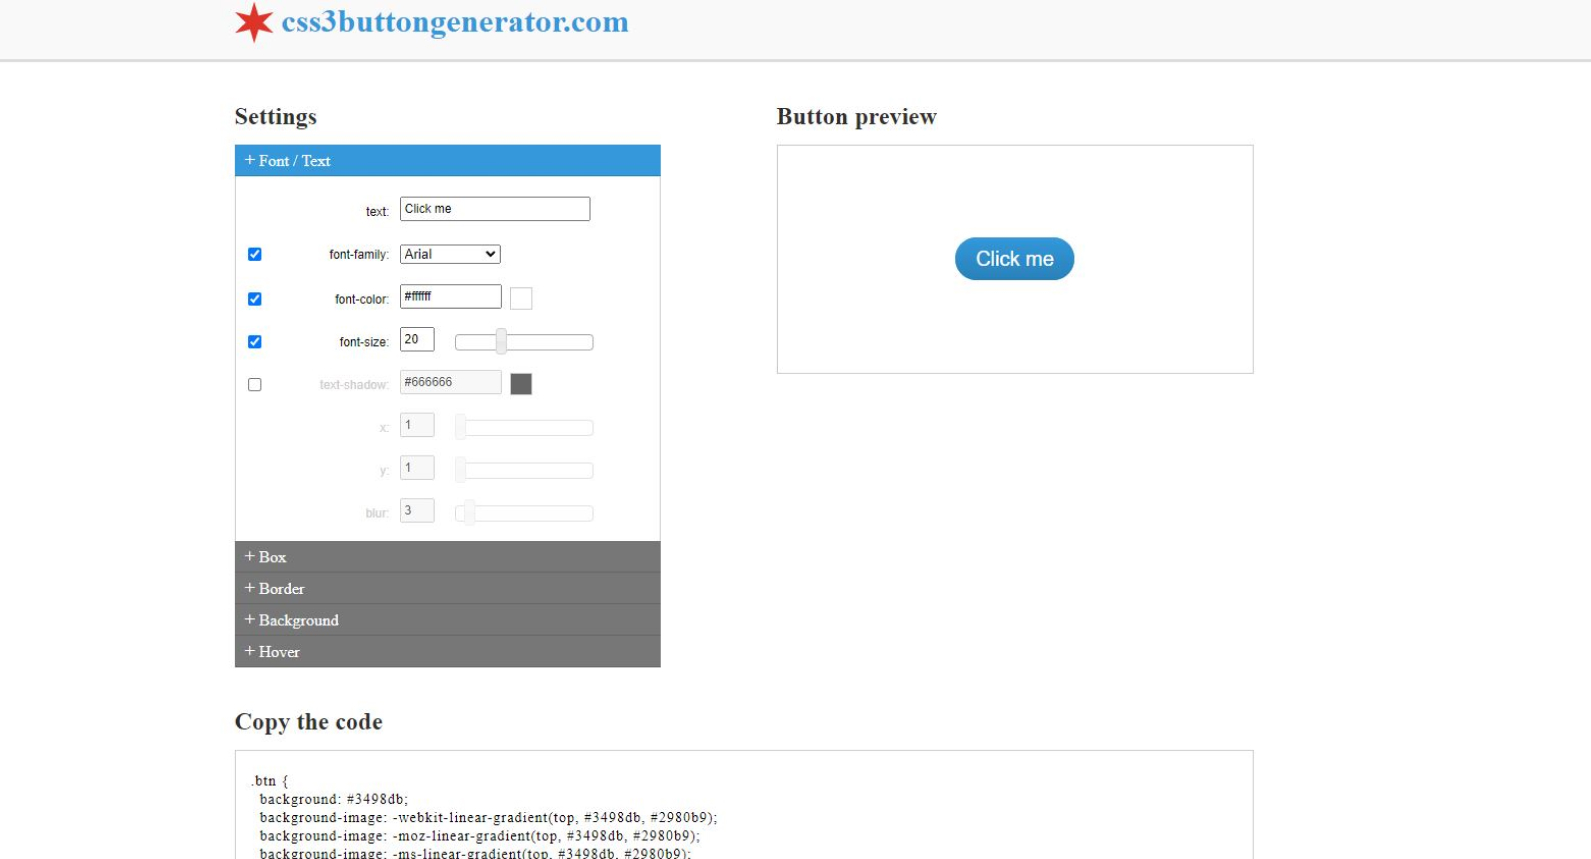 css3buttongenerator.com
Settings
+ Font / Text
text: Click me
font-family: Arial
font-color: #ffffff
font-size: 20
text-shadow: #666666
x: 1
y: 1
blur: 3
+ Box
+ Border
+ Background
+ Hover
Button preview
Click me
Copy the code
.btn {
background: #3498db;
background-image: -webkit-linear-gradient(top, #3498db, #2980b9);
background-image: -moz-linear-gradient(top, #3498db, #2980b9);
background-image: -ms-linear-gradient(top, #3498db, #2980b9);